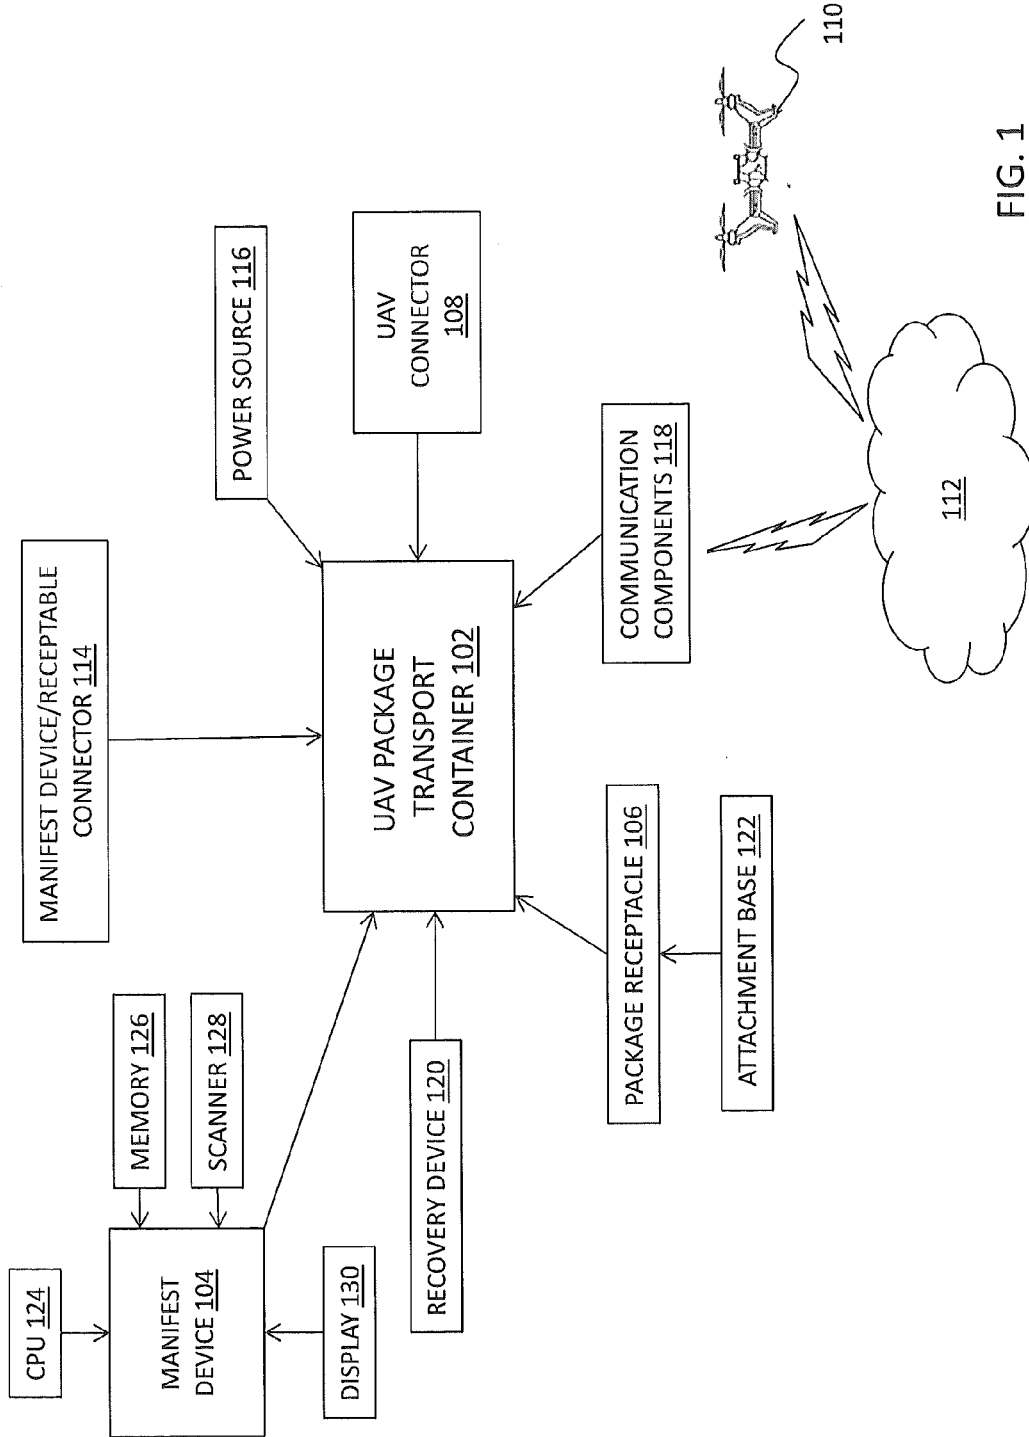 CPU 124
MEMORY 126
SCANNER 128
MANIFEST
DEVICE 104
DISPLAY 130
MANIFEST DEVICE/RECEPTABLE
CONNECTOR 114
POWER SOURCE 116
UAV
CONNECTOR
108
UAV PACKAGE
TRANSPORT
CONTAINER 102
RECOVERY DEVICE 120
PACKAGE RECEPTACLE 106
ATTACHMENT BASE 122
COMMUNICATION
COMPONENTS 118
112
110
FIG. 1